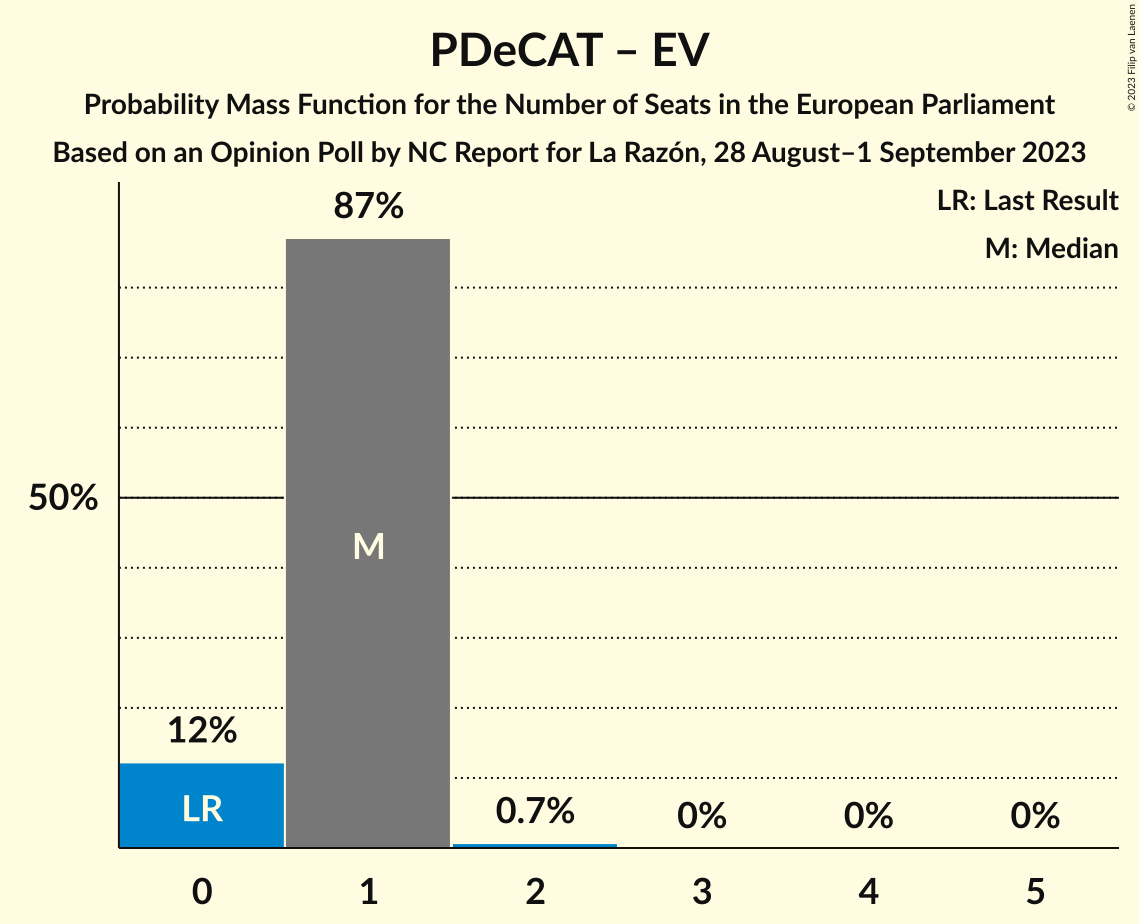 PDeCAT – EV
Probability Mass Function for the Number of Seats in the European Parliament
Based on an Opinion Poll by NC Report for La Razón, 28 August–1 September 2023
© 2023 Filip van Laenen
LR: Last Result
M: Median
87%
50%
M
12%
LR
0.7%
0%
0%
0%
0
1
2
3
4
5